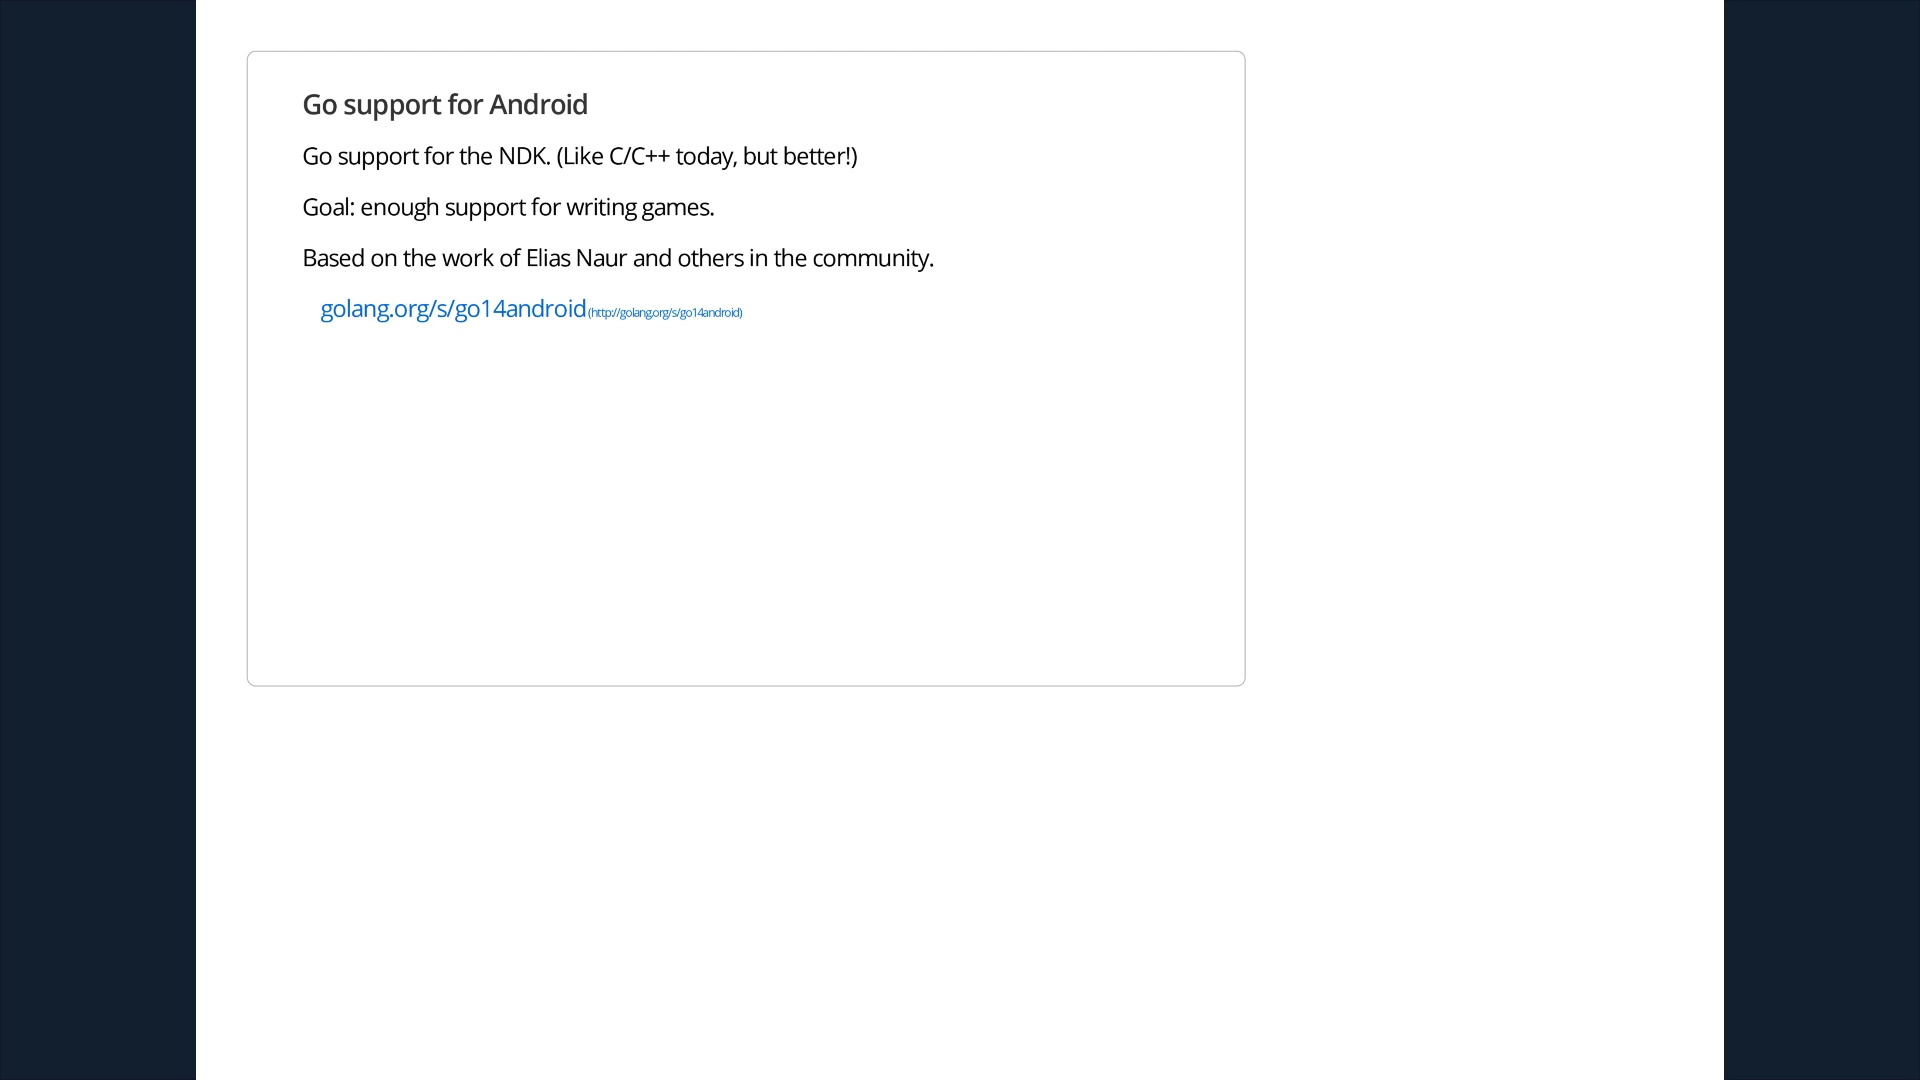 Go support for Android
Go support for the NDK. (Like C/C++ today, but better!)
Goal: enough support for writing games.
Based on the work of Elias Naur and others in the community.
golang.org/s/go14android (http://golang.org/s/go14android)